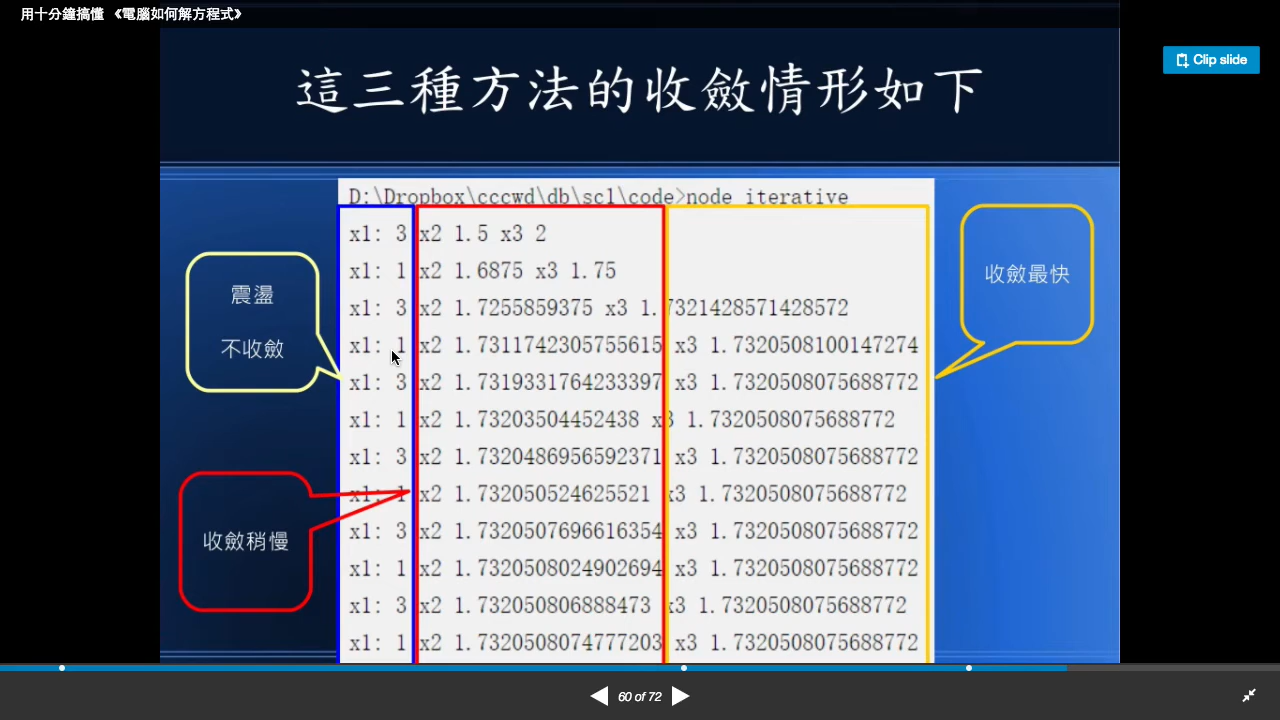 用十分鐘搞懂 《電腦如何解方程式》
Clip slide
這三種方法的收斂情形如下
D:\Dropbox\cccwd\db\sc1\code>node iterative
x1: 3 x2 1.5 x3 2
x1: 1 x2 1.6875 x3 1.75
x1: 3 x2 1.7255859375 x3 1.7321428571428572
x1: 1 x2 1.7311742305755615 x3 1.7320508100147274
x1: 3 x2 1.7319331764233397 x3 1.7320508075688772
x1: 1 x2 1.73203504452438 x3 1.7320508075688772
x1: 3 x2 1.7320486956592371 x3 1.7320508075688772
x1: 1 x2 1.732050524625521 x3 1.7320508075688772
x1: 3 x2 1.7320507696616354 x3 1.7320508075688772
x1: 1 x2 1.7320508024902694 x3 1.7320508075688772
x1: 3 x2 1.732050806888473 x3 1.7320508075688772
x1: 1 x2 1.7320508074777203 x3 1.7320508075688772
震盪
不收斂
收斂稍慢
收斂最快
60 of 72